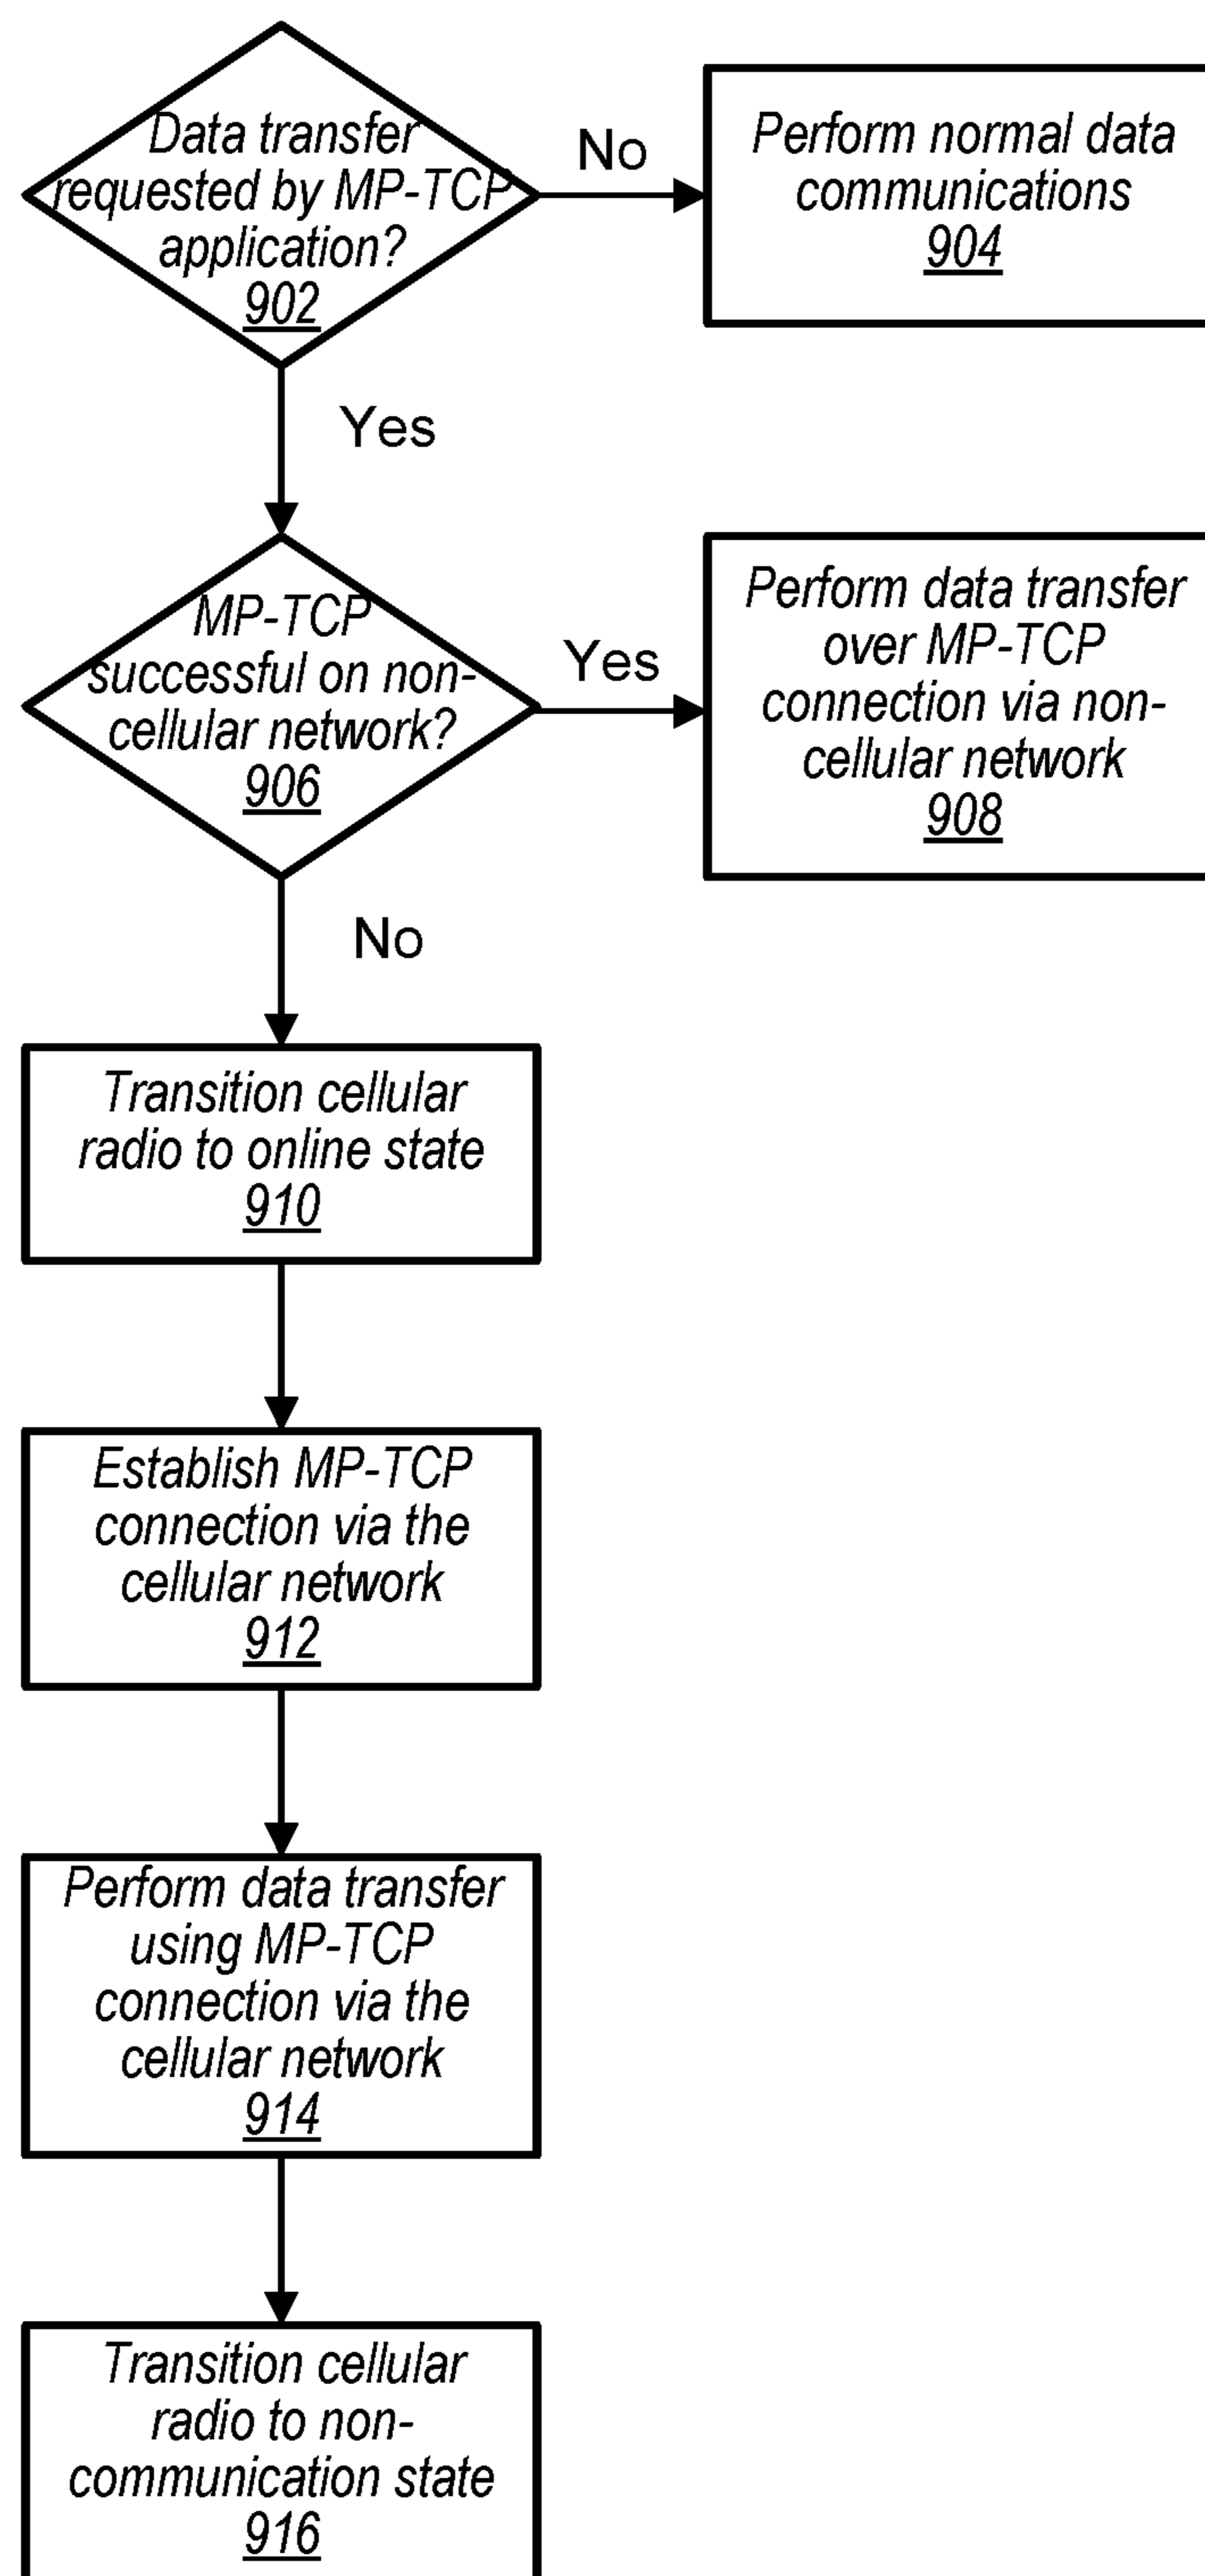 Data transfer
requested by MP-TCP
application?
902
No
Perform normal data
communications
904
Yes
MP-TCP
successful on non-
cellular network?
906
Yes
Perform data transfer
over MP-TCP
connection via non-
cellular network
908
No
Transition cellular
radio to online state
910
Establish MP-TCP
connection via the
cellular network
912
Perform data transfer
using MP-TCP
connection via the
cellular network
914
Transition cellular
radio to non-
communication state
916